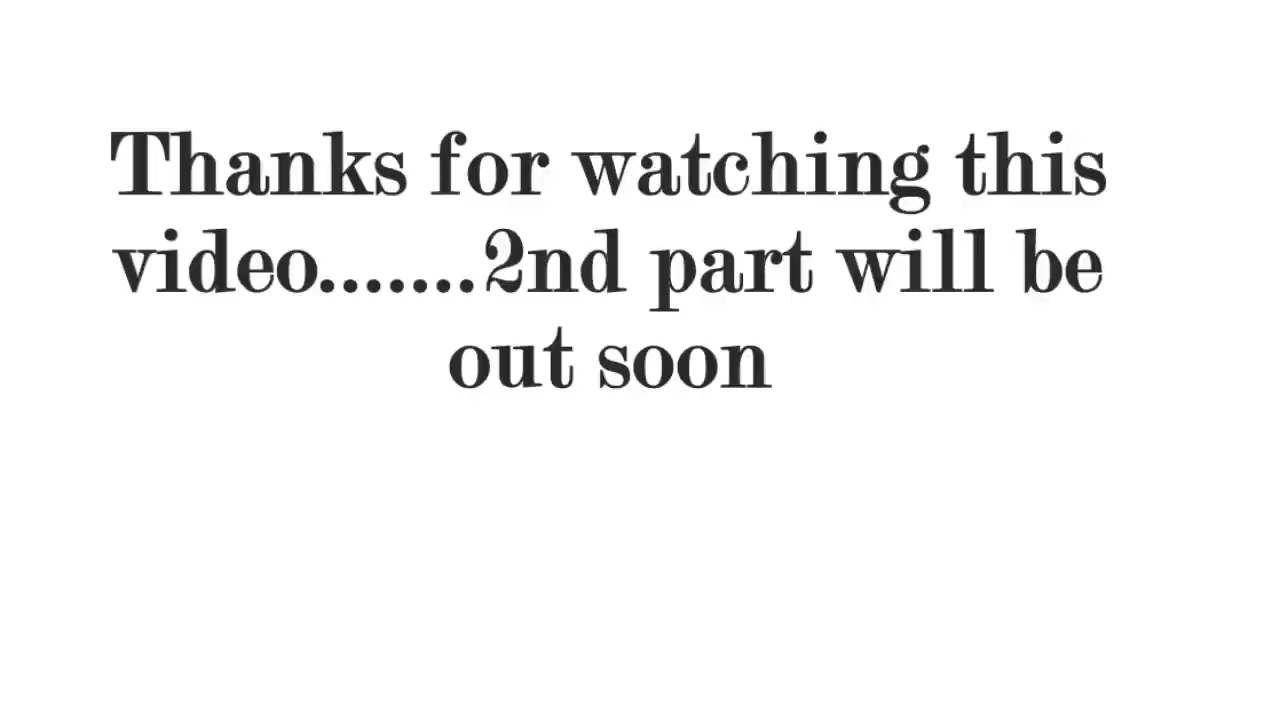 Thanks for watching this
video.......2nd part will be
out soon